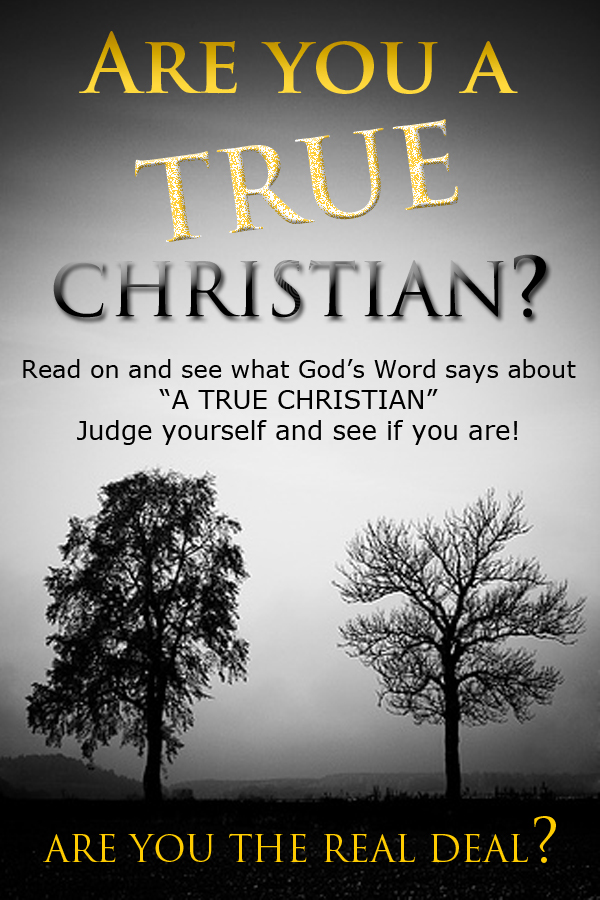 ARE YOU A
TRUE
CHRISTIAN?
Read on and see what God’s Word says about
“A TRUE CHRISTIAN”
Judge yourself and see if you are!
ARE YOU THE REAL DEAL?